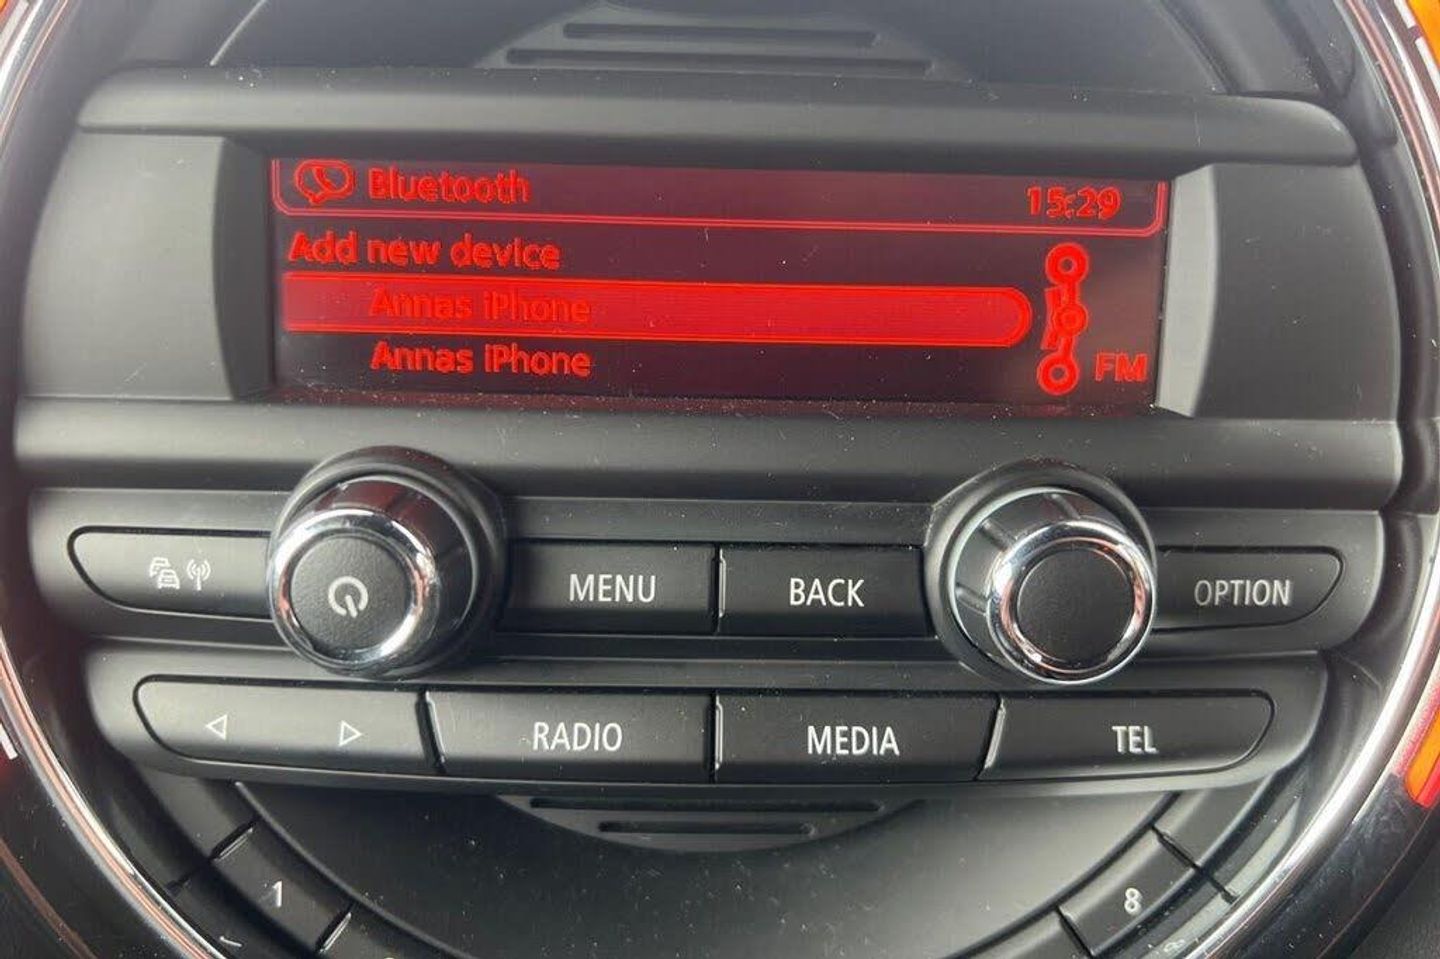 Bluetooth 15:29
Add new device
Annas iPhone
Annas iPhone FM
MENU BACK OPTION
RADIO MEDIA TEL
1 8